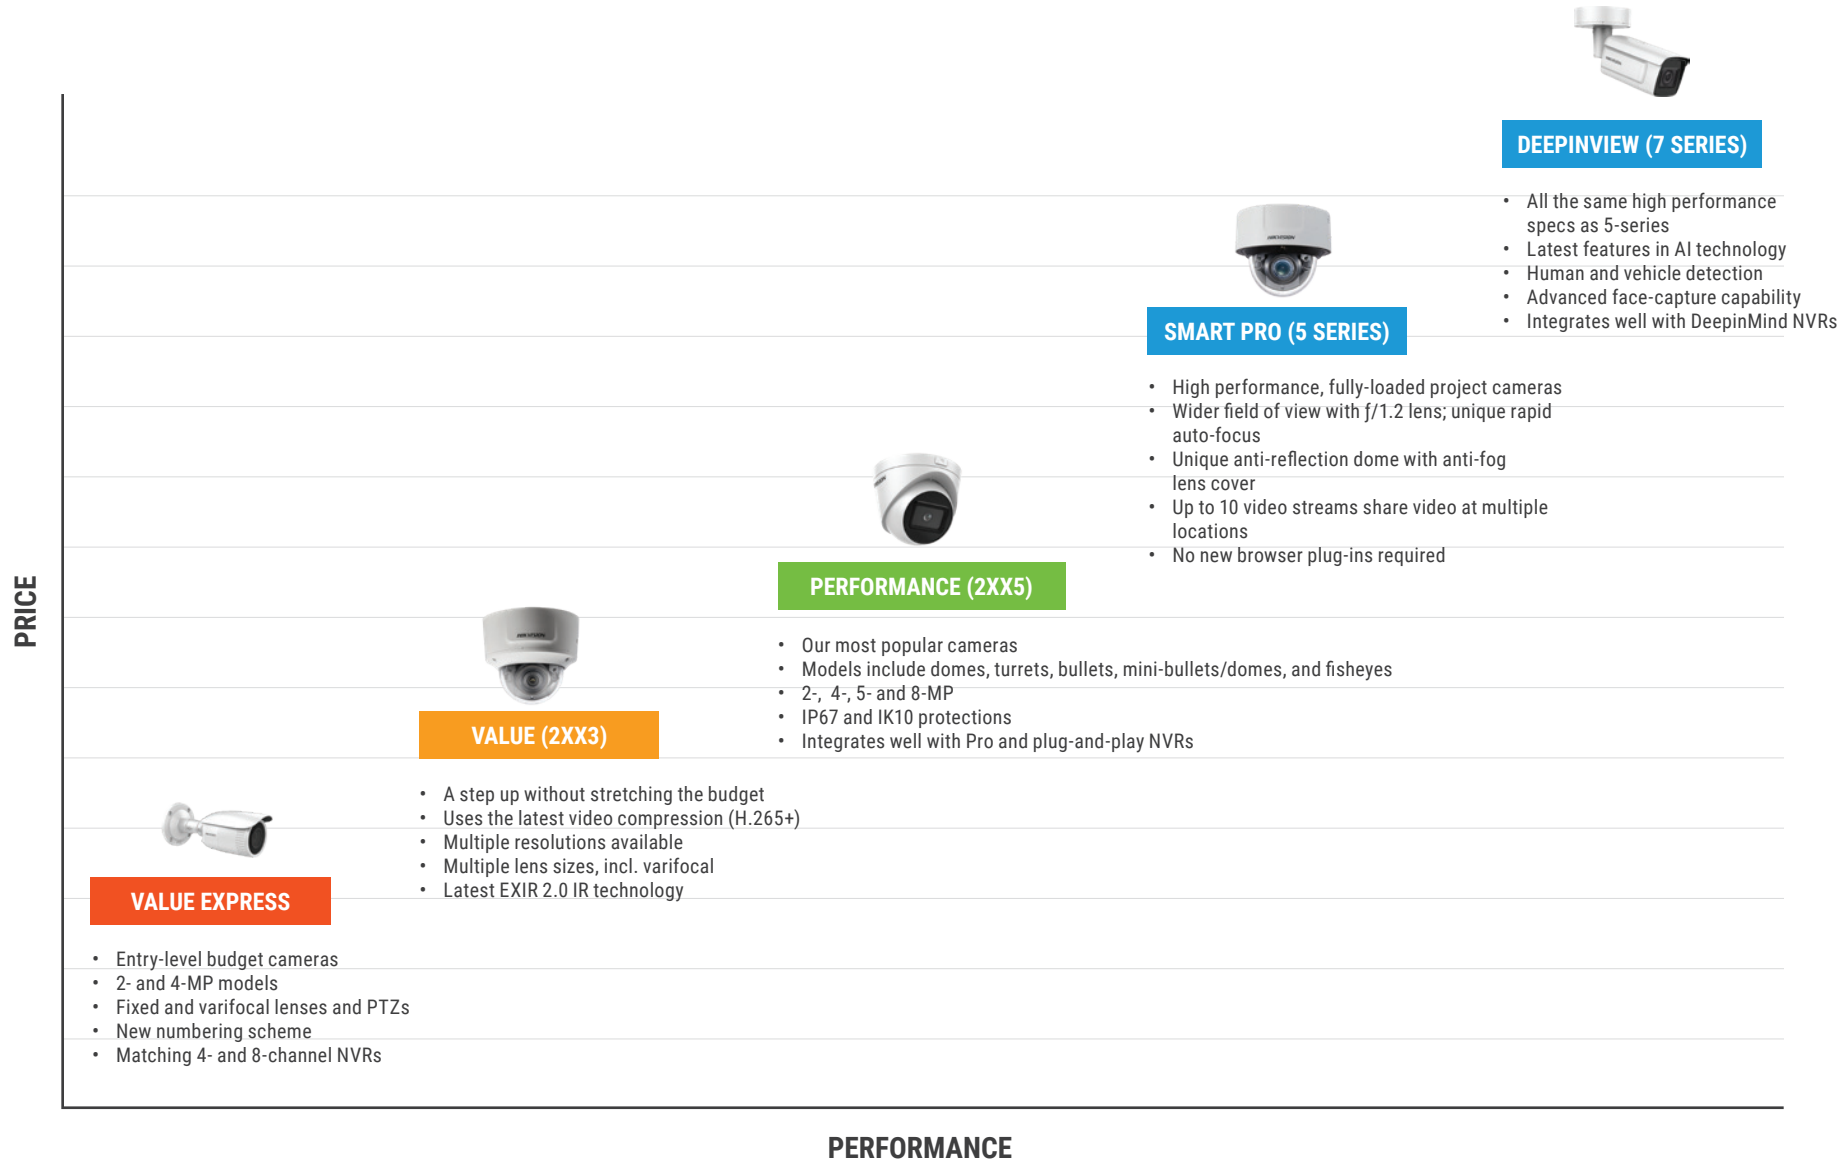 DEEPINVIEW (7 SERIES)
• All the same high performance
specs as 5-series
• Latest features in AI technology
• Human and vehicle detection
• Advanced face-capture capability
• Integrates well with DeepinMind NVRs
HIKVISION
SMART PRO (5 SERIES)
• High performance, fully-loaded project cameras
• Wider field of view with ƒ/1.2 lens; unique rapid
auto-focus
• Unique anti-reflection dome with anti-fog
lens cover
• Up to 10 video streams share video at multiple
locations
• No new browser plug-ins required
PERFORMANCE (2XX5)
• Our most popular cameras
• Models include domes, turrets, bullets, mini-bullets/domes, and fisheyes
• 2-, 4-, 5- and 8-MP
• IP67 and IK10 protections
• Integrates well with Pro and plug-and-play NVRs
HIKVISION
VALUE (2XX3)
• A step up without stretching the budget
• Uses the latest video compression (H.265+)
• Multiple resolutions available
• Multiple lens sizes, incl. varifocal
• Latest EXIR 2.0 IR technology
VALUE EXPRESS
• Entry-level budget cameras
• 2- and 4-MP models
• Fixed and varifocal lenses and PTZs
• New numbering scheme
• Matching 4- and 8-channel NVRs
PRICE
PERFORMANCE